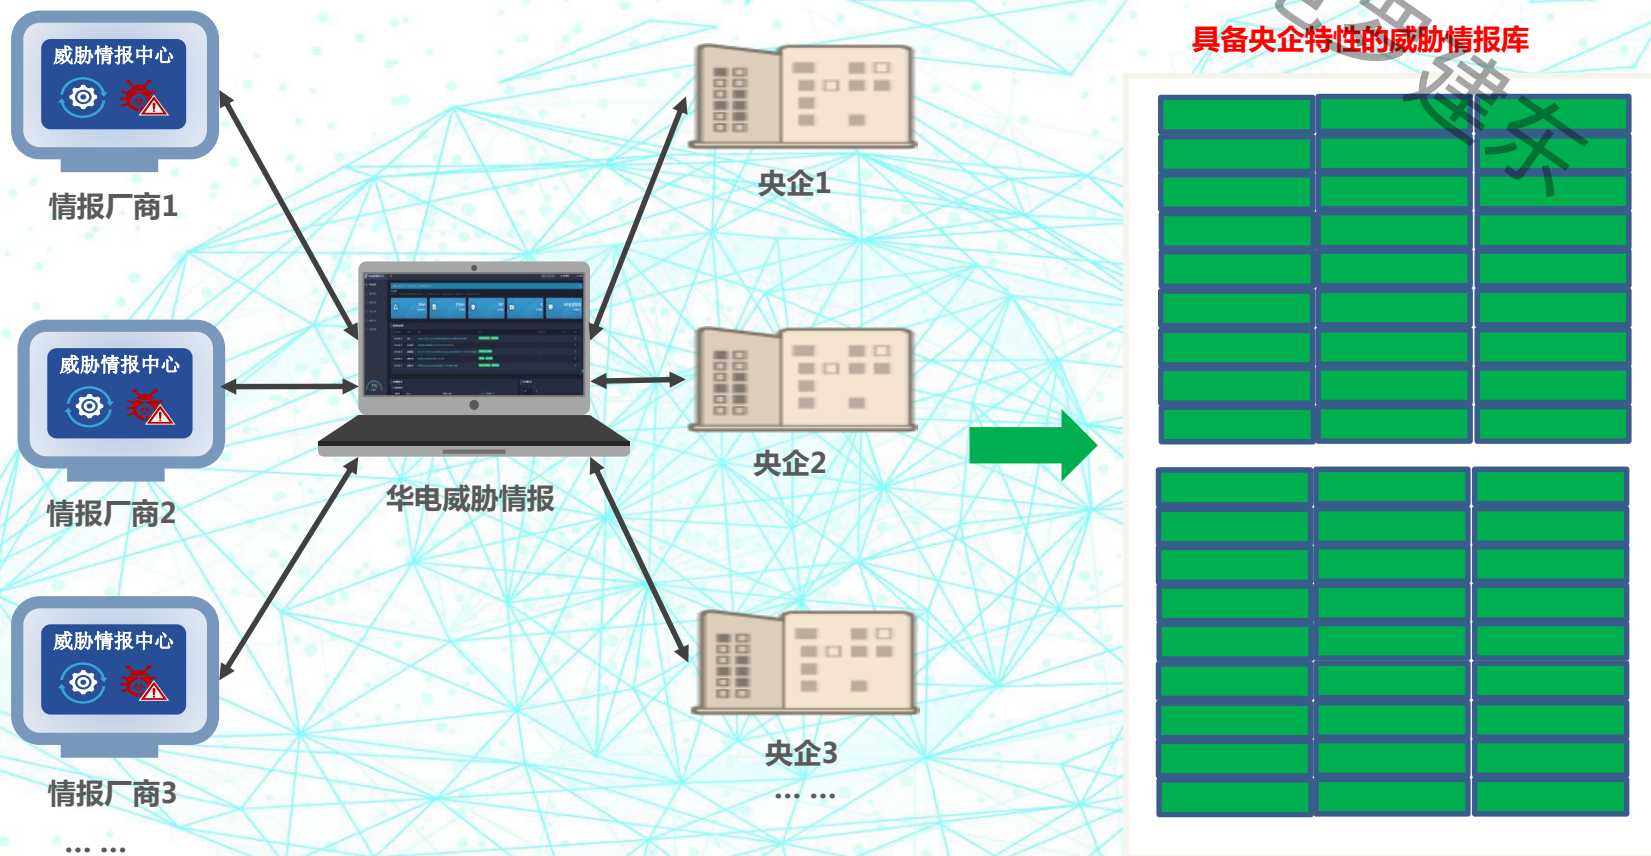 具备央企特性的威胁情报库
威胁情报中心
情报厂商1
央企1
威胁情报中心
情报厂商2
华电威胁情报
央企2
威胁情报中心
情报厂商3
... ...
央企3
... ...
罗建东